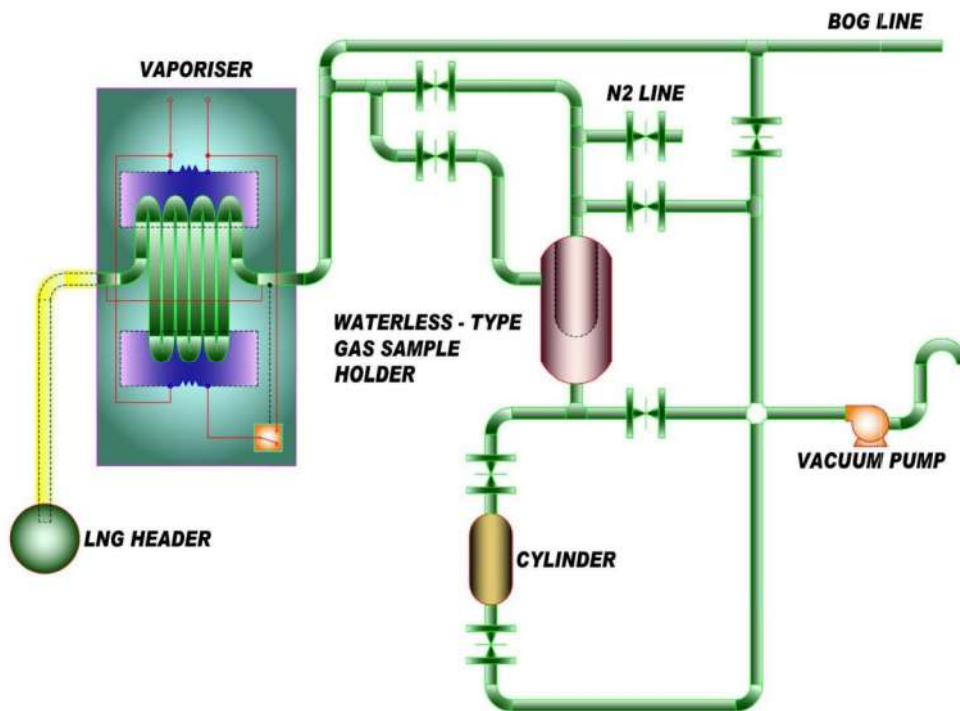 BOG LINE
VAPORISER
N2 LINE
WATERLESS - TYPE
GAS SAMPLE
HOLDER
VACUUM PUMP
LNG HEADER
CYLINDER